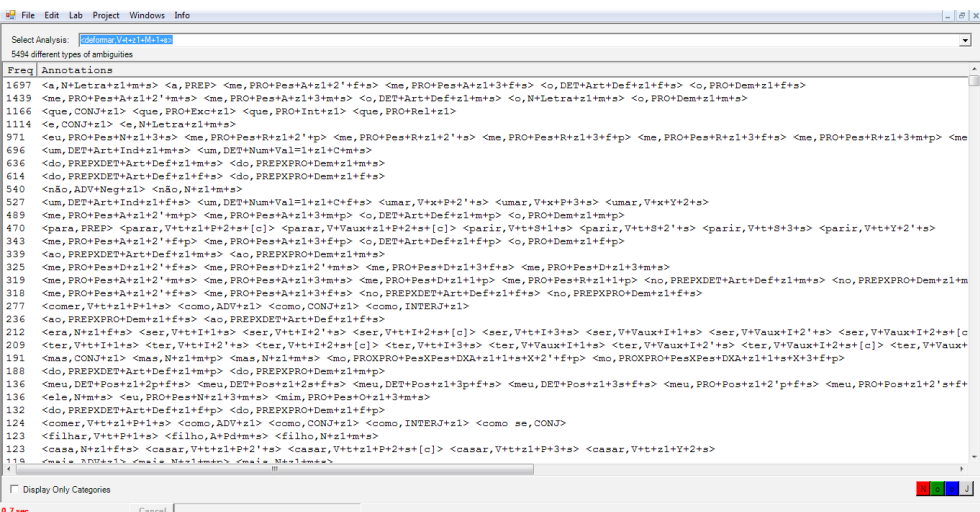 File Edit Lab Project Windows Info
Select Analysis: <deformar,V+t+z1+M+1+s>
5494 different types of ambiguities
Freq Annotations
1697 <a,N+Letra+z1+m+s> <a,PREP> <me,PRO+Pes+A+z1+2'+f+s> <me,PRO+Pes+A+z1+3+f+s> <o,DET+Art+Def+z1+f+s> <o,PRO+Dem+z1+f+s>
1439 <me,PRO+Pes+A+z1+2'+m+s> <me,PRO+Pes+A+z1+3+m+s> <o,DET+Art+Def+z1+m+s> <o,N+Letra+z1+m+s> <o,PRO+Dem+z1+m+s>
1166 <que,CONJ+z1> <que,PRO+Exc+z1> <que,PRO+Int+z1> <que,PRO+Rel+z1>
1114 <e,CONJ+z1> <e,N+Letra+z1+m+s>
971 <eu,PRO+Pes+N+z1+3+s> <me,PRO+Pes+R+z1+2'+p> <me,PRO+Pes+R+z1+2'+s> <me,PRO+Pes+R+z1+3+f+p> <me,PRO+Pes+R+z1+3+f+s> <me,PRO+Pes+R+z1+3+m+p> <me
696 <um,DET+Art+Ind+z1+m+s> <um,DET+Num+Val=1+z1+C+m+s>
636 <do,PREPXDET+Art+Def+z1+m+s> <do,PREPXPRO+Dem+z1+m+s>
614 <do,PREPXDET+Art+Def+z1+f+s> <do,PREPXPRO+Dem+z1+f+s>
540 <não,ADV+Neg+z1> <não,N+z1+m+s>
527 <um,DET+Art+Ind+z1+f+s> <um,DET+Num+Val=1+z1+C+f+s> <umar,V+x+P+2'+s> <umar,V+x+P+3+s> <umar,V+x+Y+2+s>
489 <me,PRO+Pes+A+z1+2'+m+p> <me,PRO+Pes+A+z1+3+m+p> <o,DET+Art+Def+z1+m+p> <o,PRO+Dem+z1+m+p>
470 <para,PREP> <parar,V+t+z1+P+2+s+[c]> <parar,V+Vaux+z1+P+2+s+[c]> <parir,V+t+S+1+s> <parir,V+t+S+2'+s> <parir,V+t+S+3+s> <parir,V+t+Y+2'+s>
343 <me,PRO+Pes+A+z1+2'+f+p> <me,PRO+Pes+A+z1+3+f+p> <o,DET+Art+Def+z1+f+p> <o,PRO+Dem+z1+f+p>
339 <ao,PREPXDET+Art+Def+z1+m+s> <ao,PREPXPRO+Dem+z1+m+s>
325 <me,PRO+Pes+D+z1+2'+f+s> <me,PRO+Pes+D+z1+2'+m+s> <me,PRO+Pes+D+z1+3+f+s> <me,PRO+Pes+D+z1+3+m+s>
319 <me,PRO+Pes+A+z1+2'+m+s> <me,PRO+Pes+A+z1+3+m+s> <me,PRO+Pes+D+z1+1+p> <me,PRO+Pes+R+z1+1+p> <no,PREPXDET+Art+Def+z1+m+s> <no,PREPXPRO+Dem+z1+m
318 <me,PRO+Pes+A+z1+2'+f+s> <me,PRO+Pes+A+z1+3+f+s> <no,PREPXDET+Art+Def+z1+f+s> <no,PREPXPRO+Dem+z1+f+s>
277 <comer,V+t+z1+P+1+s> <como,ADV+z1> <como,CONJ+z1> <como,INTERJ+z1>
236 <ao,PREPXPRO+Dem+z1+f+s> <ao,PREPXDET+Art+Def+z1+f+s>
212 <era,N+z1+f+s> <ser,V+t+I+1+s> <ser,V+t+I+2'+s> <ser,V+t+I+2+s+[c]> <ser,V+t+I+3+s> <ser,V+Vaux+I+1+s> <ser,V+Vaux+I+2'+s> <ser,V+Vaux+I+2+s+[c
209 <ter,V+t+I+1+s> <ter,V+t+I+2'+s> <ter,V+t+I+2+s+[c]> <ter,V+t+I+3+s> <ter,V+Vaux+I+1+s> <ter,V+Vaux+I+2'+s> <ter,V+Vaux+I+2+s+[c]> <ter,V+Vaux+
191 <mas,CONJ+z1> <mas,N+z1+m+p> <mas,N+z1+m+s> <mo,PROXPRO+PesXPes+DXA+z1+1+s+X+2'+f+p> <mo,PROXPRO+PesXPes+DXA+z1+1+s+X+3+f+p>
188 <do,PREPXDET+Art+Def+z1+m+p> <do,PREPXPRO+Dem+z1+m+p>
136 <meu,DET+Pos+z1+2p+f+s> <meu,DET+Pos+z1+2s+f+s> <meu,DET+Pos+z1+3p+f+s> <meu,DET+Pos+z1+3s+f+s> <meu,PRO+Pos+z1+2'p+f+s> <meu,PRO+Pos+z1+2's+f+
136 <ele,N+m+s> <eu,PRO+Pes+N+z1+3+m+s> <mim,PRO+Pes+O+z1+3+m+s>
132 <do,PREPXDET+Art+Def+z1+f+p> <do,PREPXPRO+Dem+z1+f+p>
124 <comer,V+t+z1+P+1+s> <como,ADV+z1> <como,CONJ+z1> <como,INTERJ+z1> <como se,CONJ>
123 <filhar,V+t+P+1+s> <filho,A+Pd+m+s> <filho,N+z1+m+s>
123 <casa,N+z1+f+s> <casar,V+t+z1+P+2'+s> <casar,V+t+z1+P+2+s+[c]> <casar,V+t+z1+P+3+s> <casar,V+t+z1+Y+2+s>
119 <mais,ADV+z1> <mais,N+z1+m+p> <mais,N+z1+m+s>
Display Only Categories
J
0,7 sec Cancel